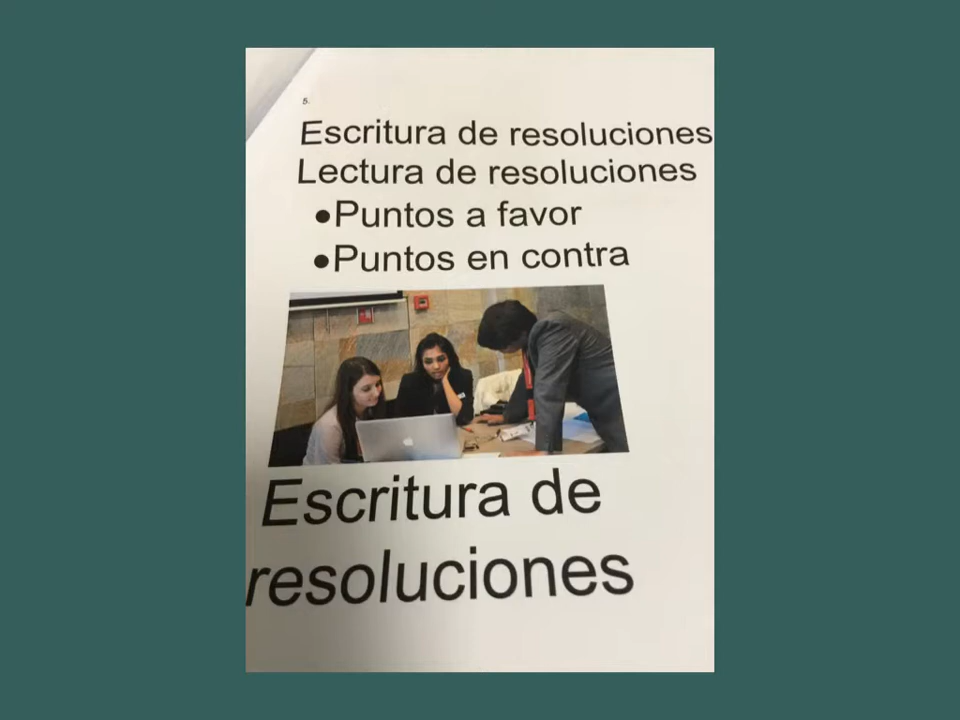 5.
Escritura de resoluciones
Lectura de resoluciones
•Puntos a favor
•Puntos en contra
Escritura de
resoluciones